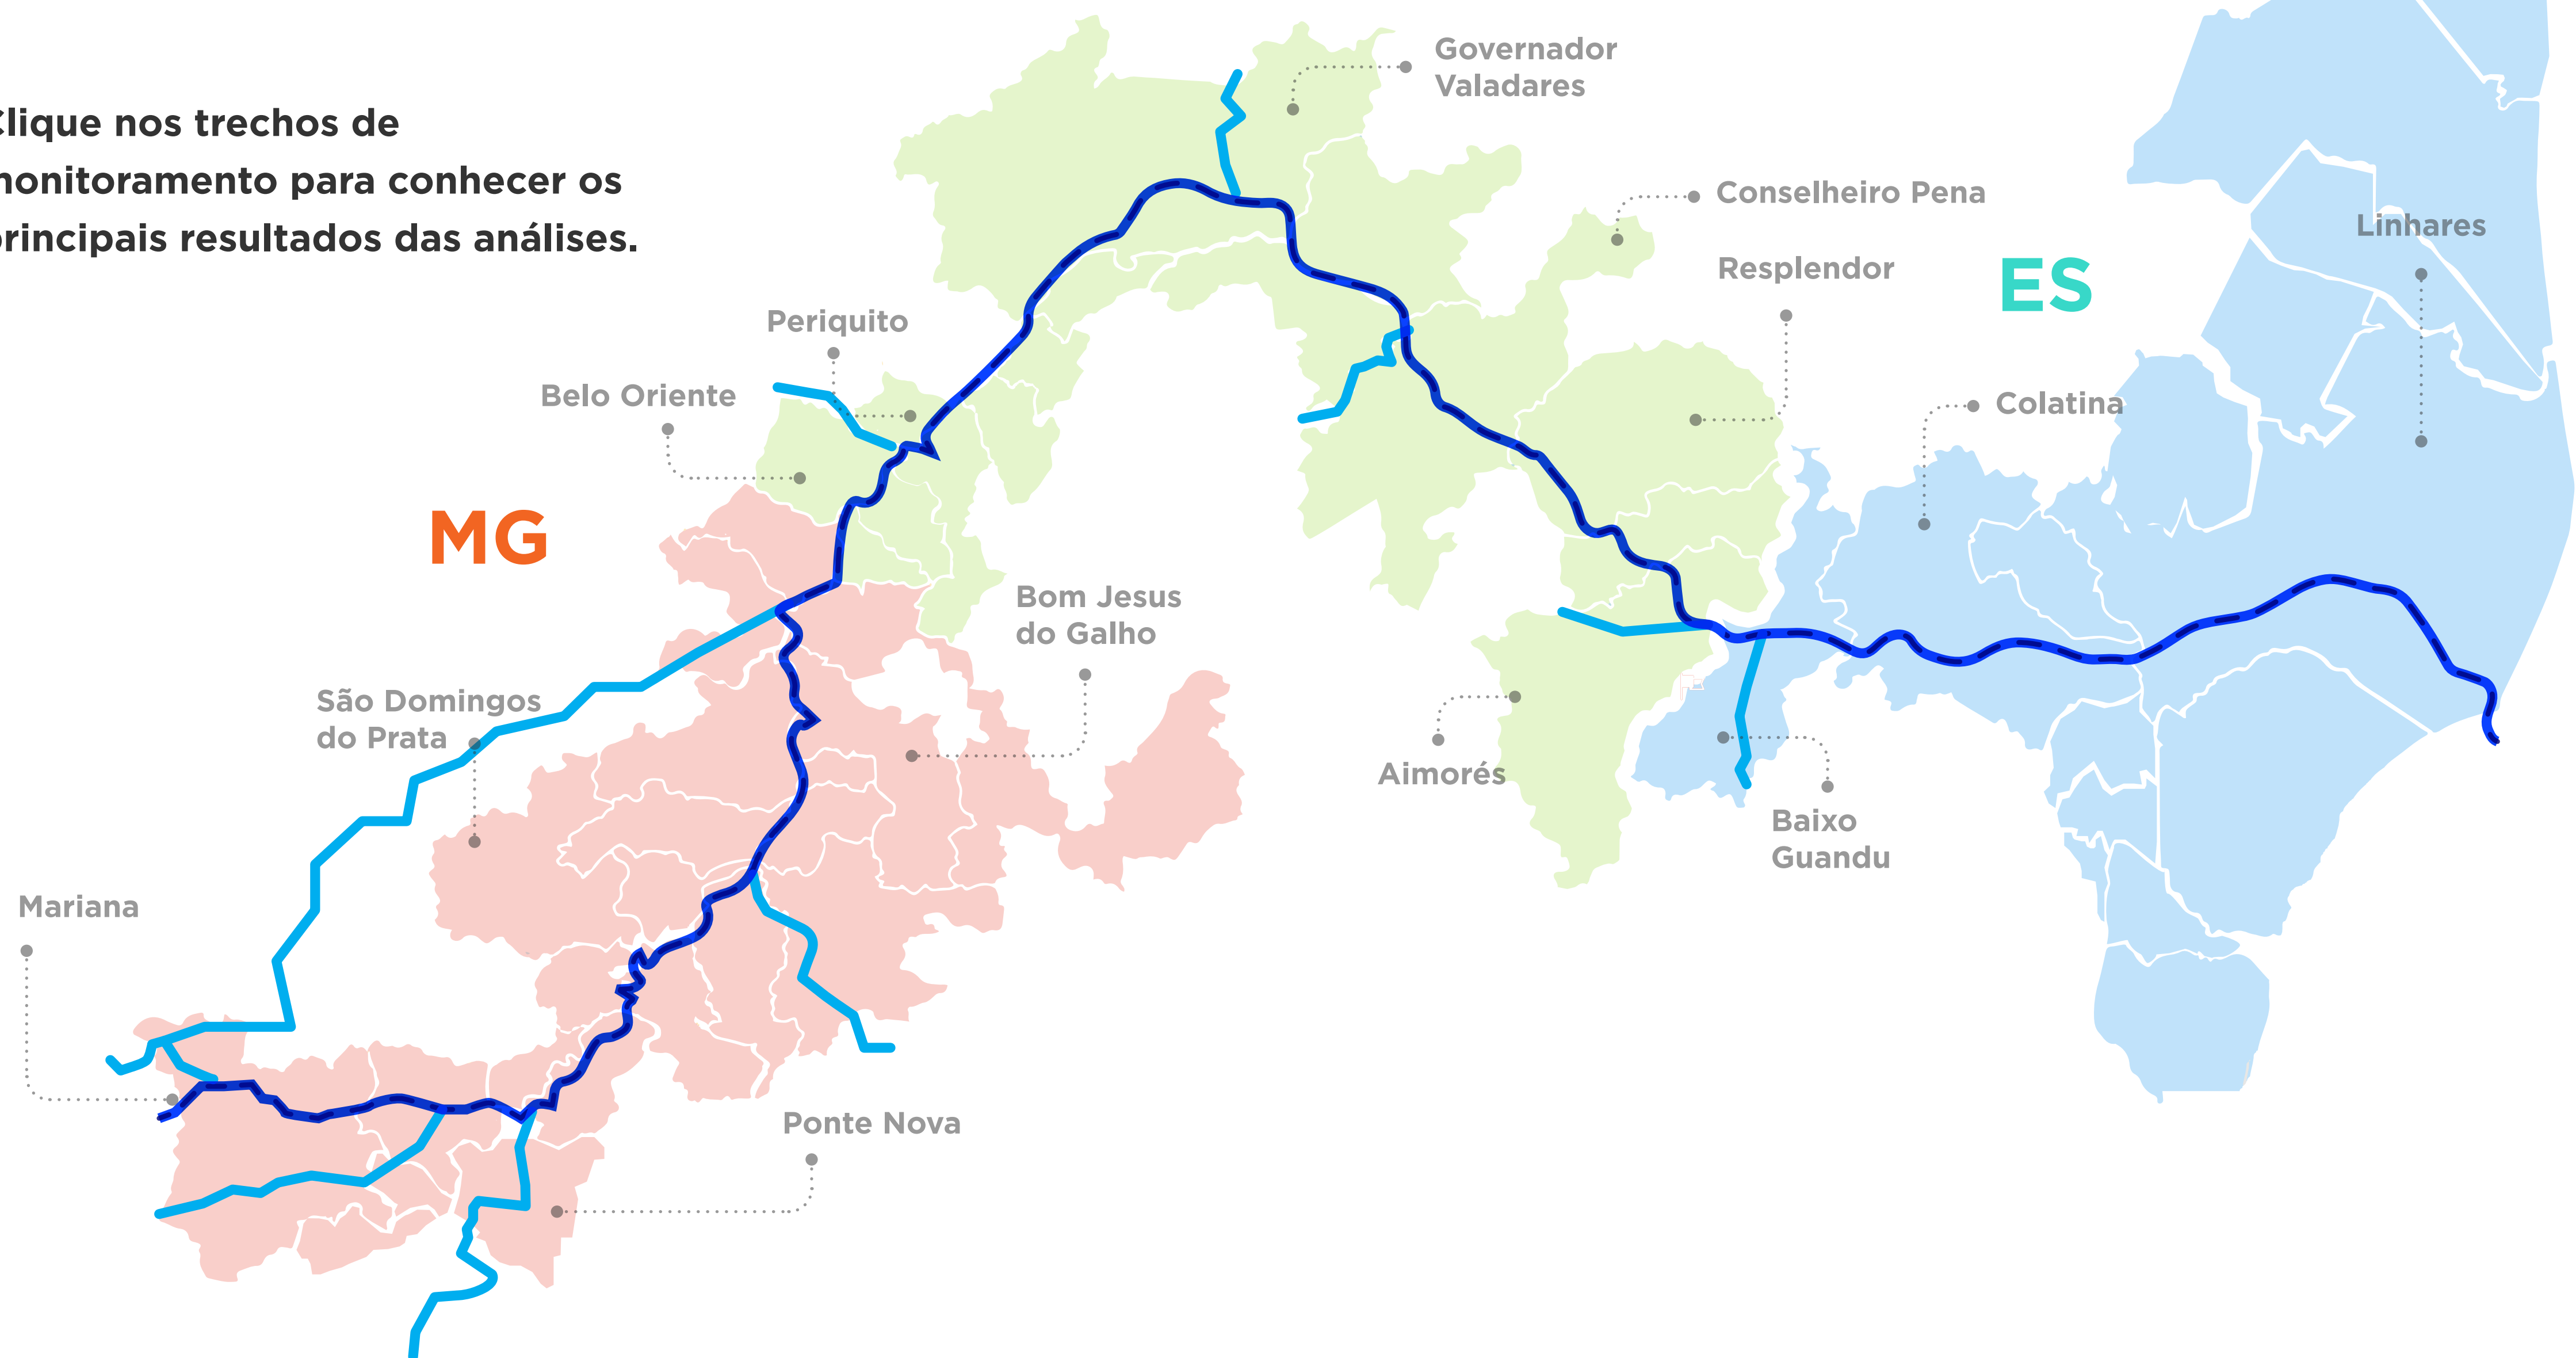 Clique nos trechos de
monitoramento para conhecer os
principais resultados das análises.
Governador
Valadares
Conselheiro Pena
Linhares
Resplendor
ES
Periquito
Belo Oriente
Colatina
MG
Bom Jesus
do Galho
São Domingos
do Prata
Aimorés
Baixo
Guandu
Mariana
Ponte Nova